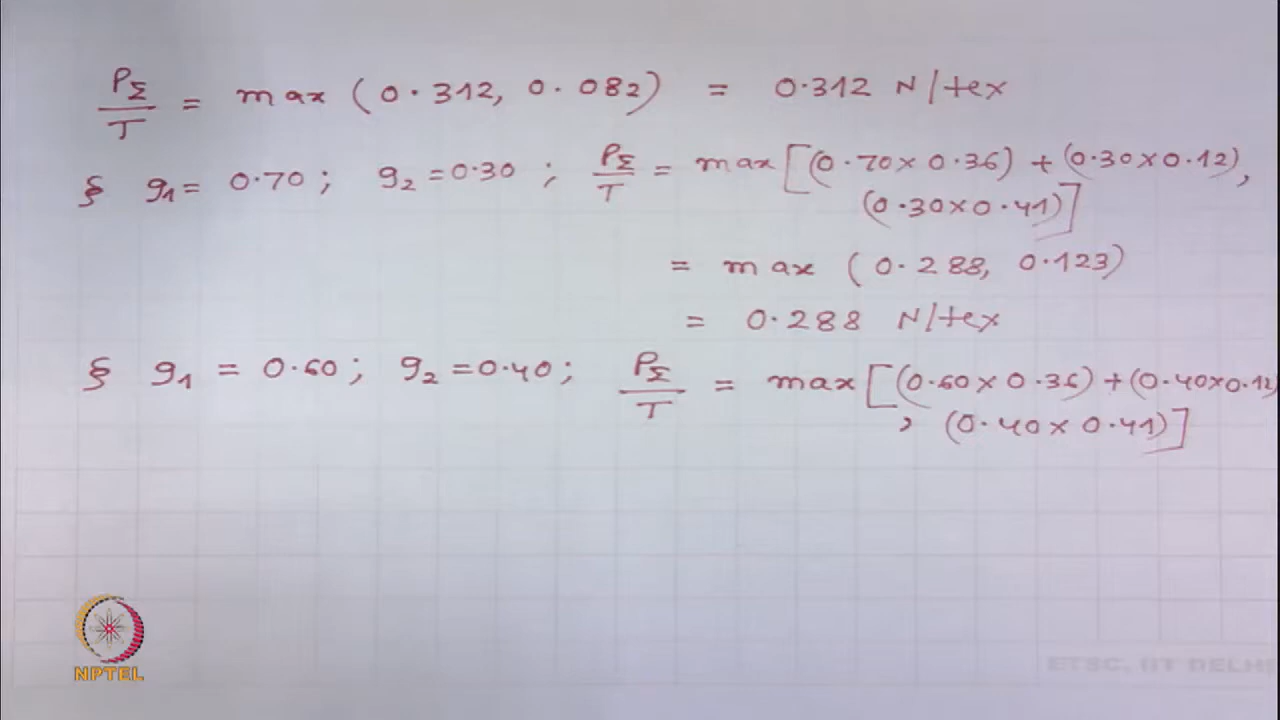 P_Σ/T = max (0.312, 0.082) = 0.312 N/tex
§ g₁ = 0.70; g₂ = 0.30; P_Σ/T = max[(0.70 × 0.36) + (0.30 × 0.12),
(0.30 × 0.41)]
= max (0.288, 0.123)
= 0.288 N/tex
§ g₁ = 0.60; g₂ = 0.40; P_Σ/T = max[(0.60 × 0.36) + (0.40 × 0.12)
, (0.40 × 0.41)]
NPTEL
ETSC, IIT DELHI